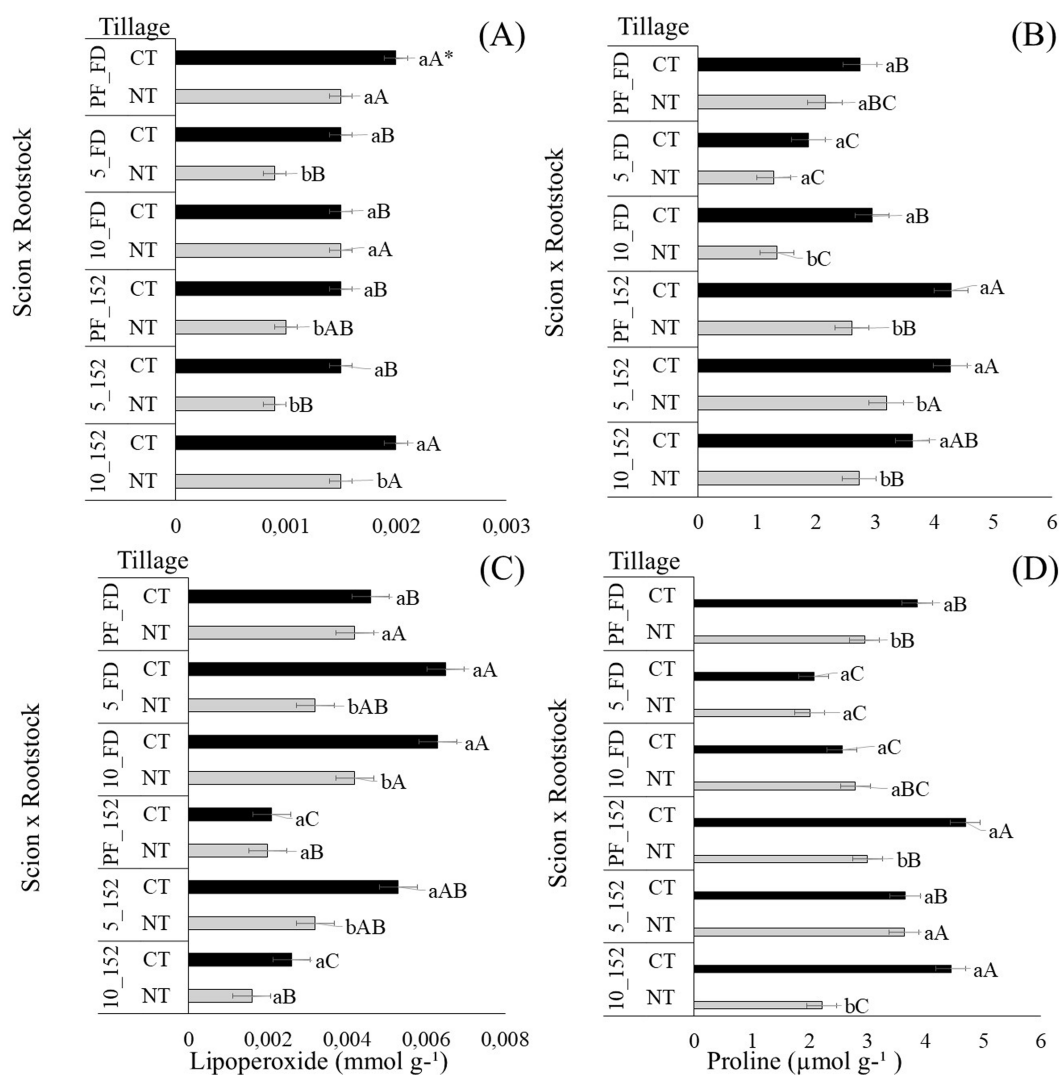 Tillage
(A)
Scion x Rootstock
PF_FD
CT
aA*
NT
aA
5_FD
CT
aB
NT
bB
10_FD
CT
aB
NT
aA
PF_152
CT
aB
NT
bAB
5_152
CT
aB
NT
bB
10_152
CT
aA
NT
bA
0 0,001 0,002 0,003
Tillage
(B)
Scion x Rootstock
PF_FD
CT
aB
NT
aBC
5_FD
CT
aC
NT
aC
10_FD
CT
aB
NT
bC
PF_152
CT
aA
NT
bB
5_152
CT
aA
NT
bA
10_152
CT
aAB
NT
bB
0 1 2 3 4 5 6
Tillage
(C)
Scion x Rootstock
PF_FD
CT
aB
NT
aA
5_FD
CT
aA
NT
bAB
10_FD
CT
aA
NT
bA
PF_152
CT
aC
NT
aB
5_152
CT
aAB
NT
bAB
10_152
CT
aC
NT
aB
0 0,002 0,004 0,006 0,008
Lipoperoxide (mmol g-¹)
Tillage
(D)
Scion x Rootstock
PF_FD
CT
aB
NT
bB
5_FD
CT
aC
NT
aC
10_FD
CT
aC
NT
aBC
PF_152
CT
aA
NT
bB
5_152
CT
aB
NT
aA
10_152
CT
aA
NT
bC
0 1 2 3 4 5 6
Proline (µmol g-¹)